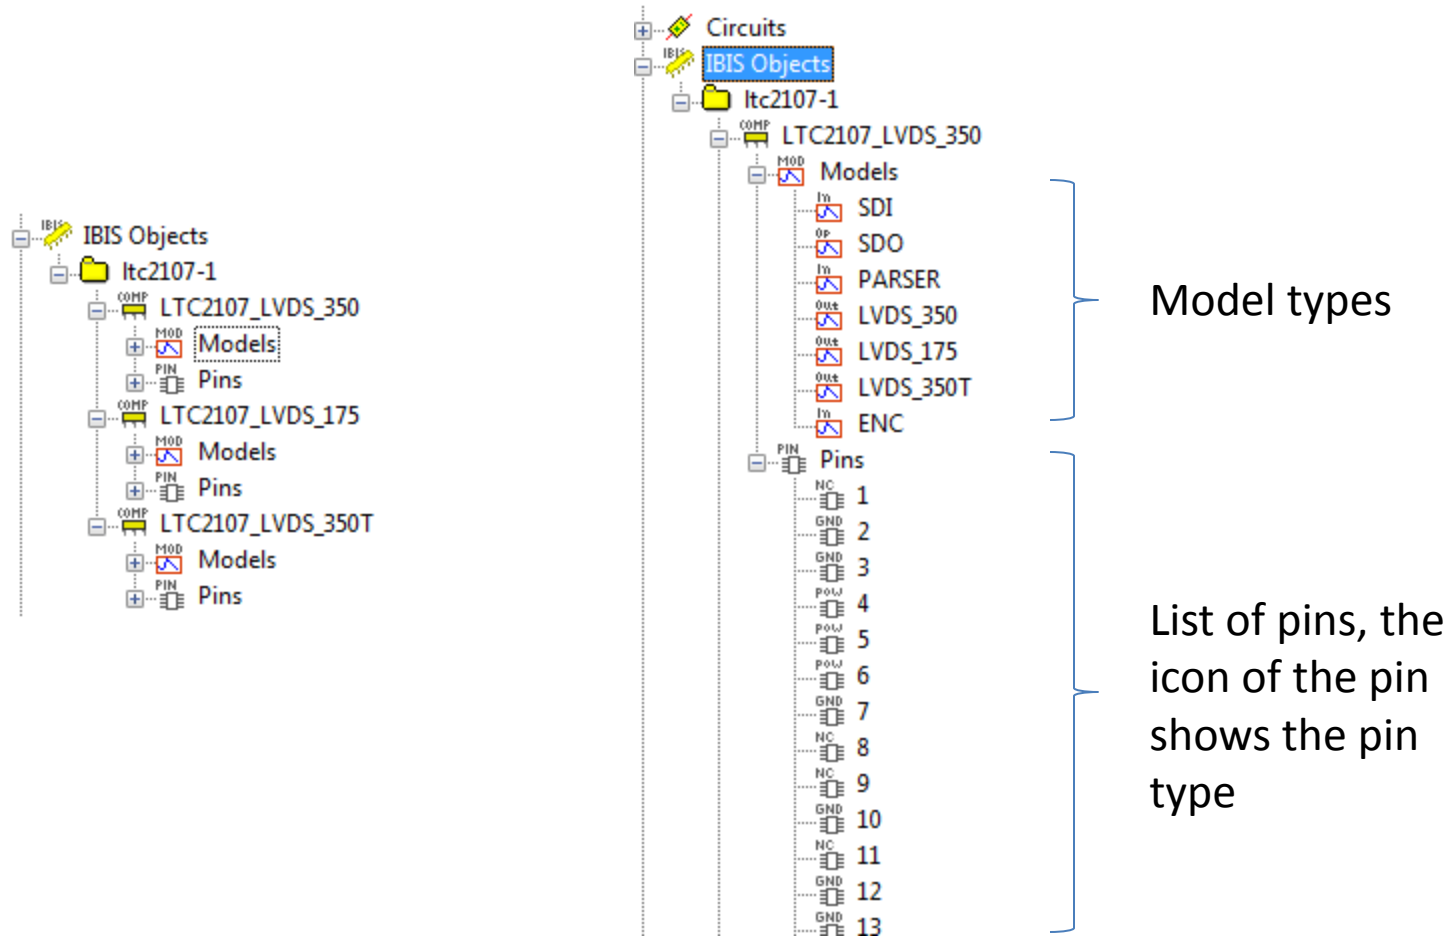 IBIS
IBIS Objects
ltc2107-1
COMP
LTC2107_LVDS_350
MOD
Models
PIN
Pins
COMP
LTC2107_LVDS_175
MOD
Models
PIN
Pins
COMP
LTC2107_LVDS_350T
MOD
Models
PIN
Pins
Circuits
IBIS
IBIS Objects
ltc2107-1
COMP
LTC2107_LVDS_350
MOD
Models
In
SDI
Op
SDO
In
PARSER
Out
LVDS_350
Out
LVDS_175
Out
LVDS_350T
In
ENC
PIN
Pins
NC
1
GND
2
GND
3
POW
4
POW
5
POW
6
GND
7
NC
8
NC
9
GND
10
NC
11
GND
12
GND
13
Model types
List of pins, the
icon of the pin
shows the pin
type